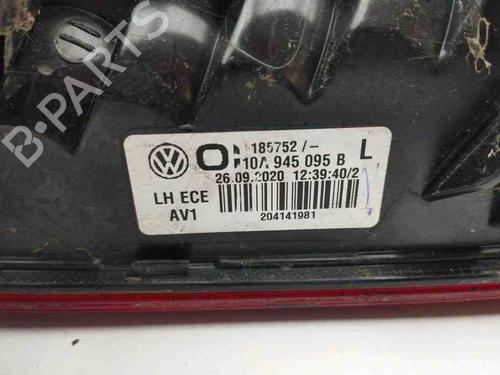 B-PARTS
185752 /- L
10A 945 095 B
26.09.2020 12:39:40/2
LH ECE
AV1
204141981